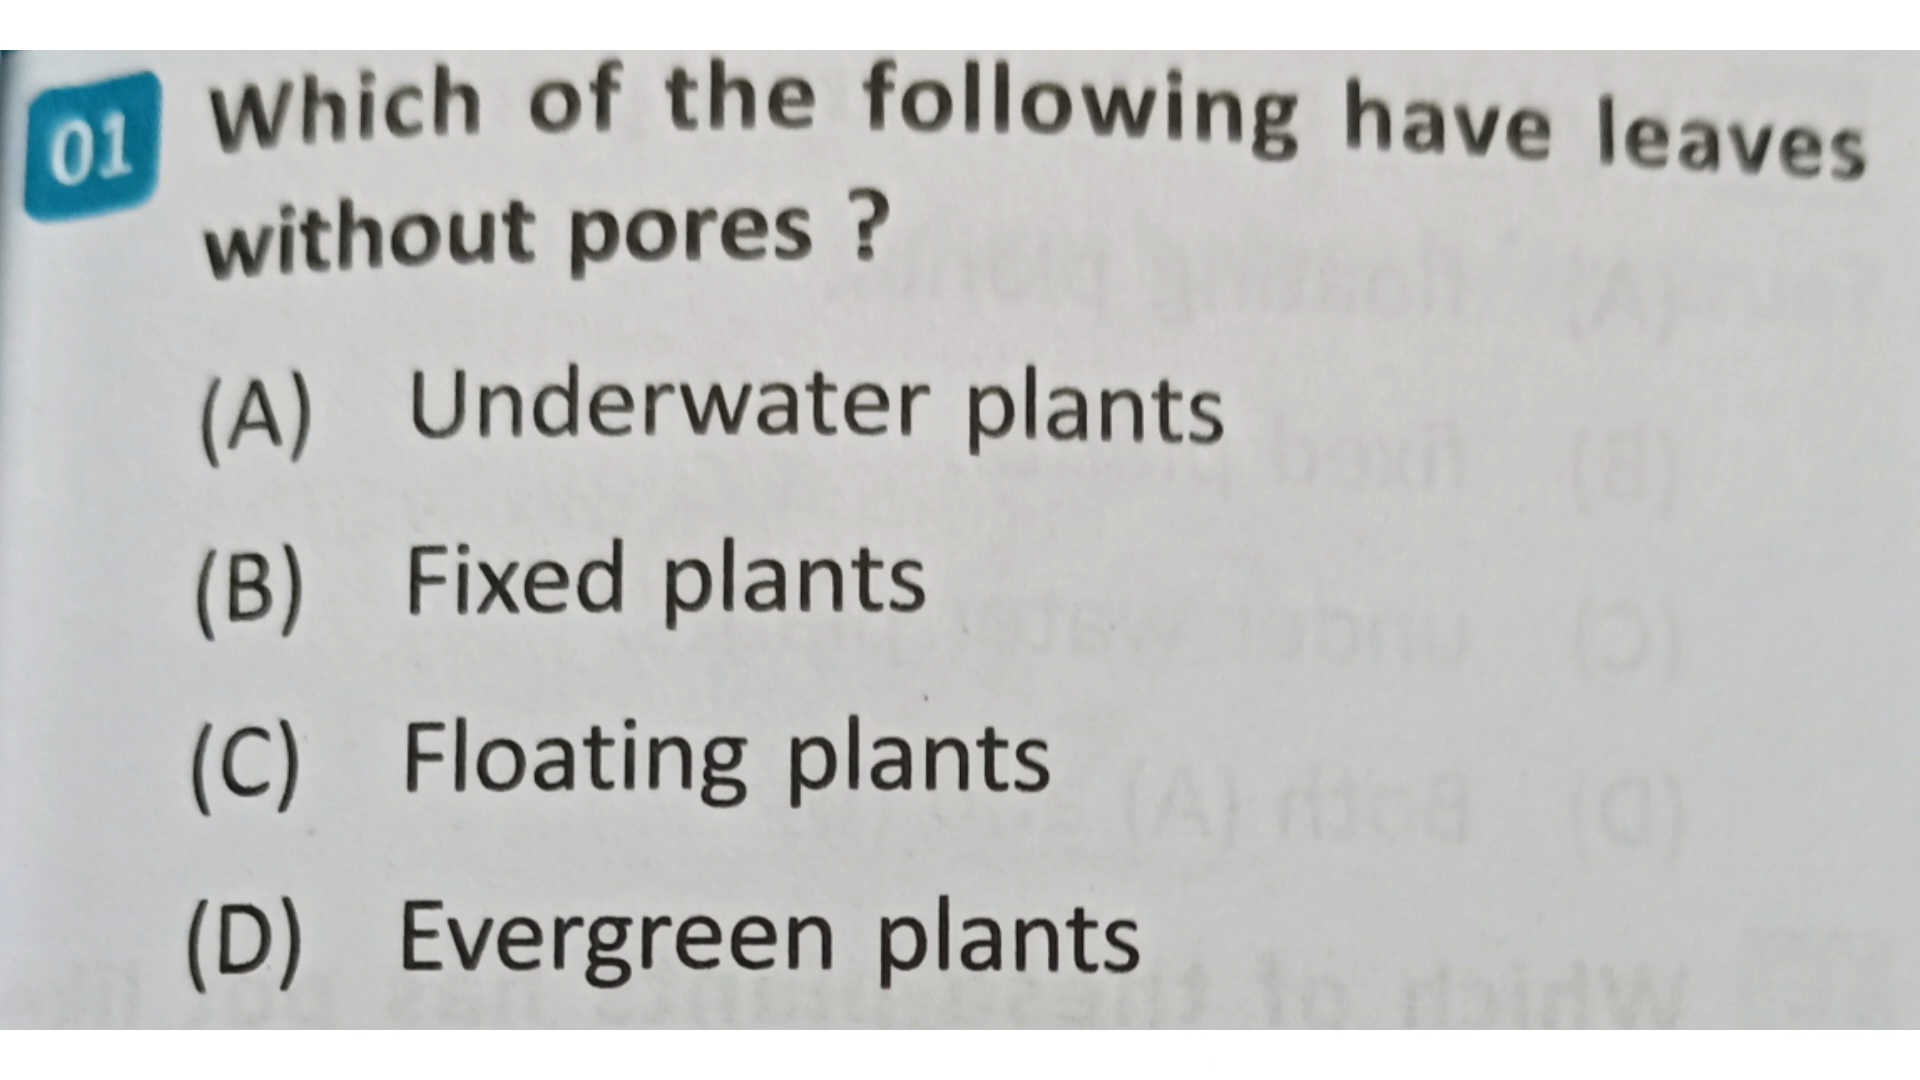 01 Which of the following have leaves
without pores ?
(A) Underwater plants
(B) Fixed plants
(C) Floating plants
(D) Evergreen plants